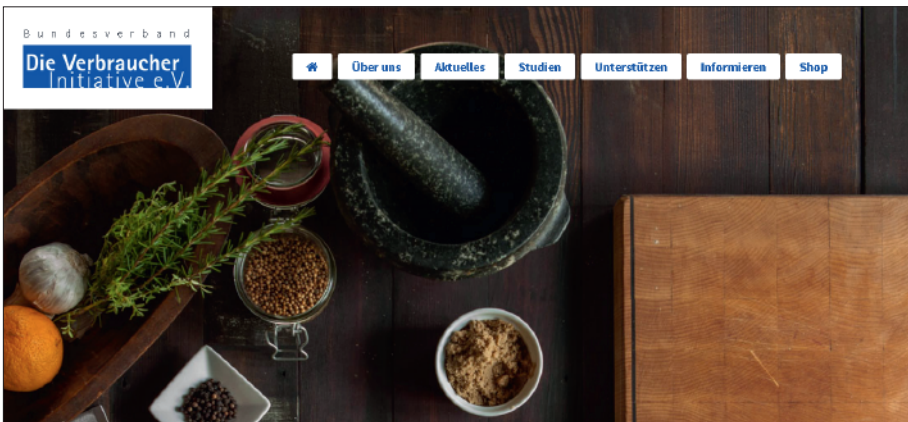 Bundesverband
Die Verbraucher
Initiative e.V.
Über uns Aktuelles Studien Unterstützen Informieren Shop